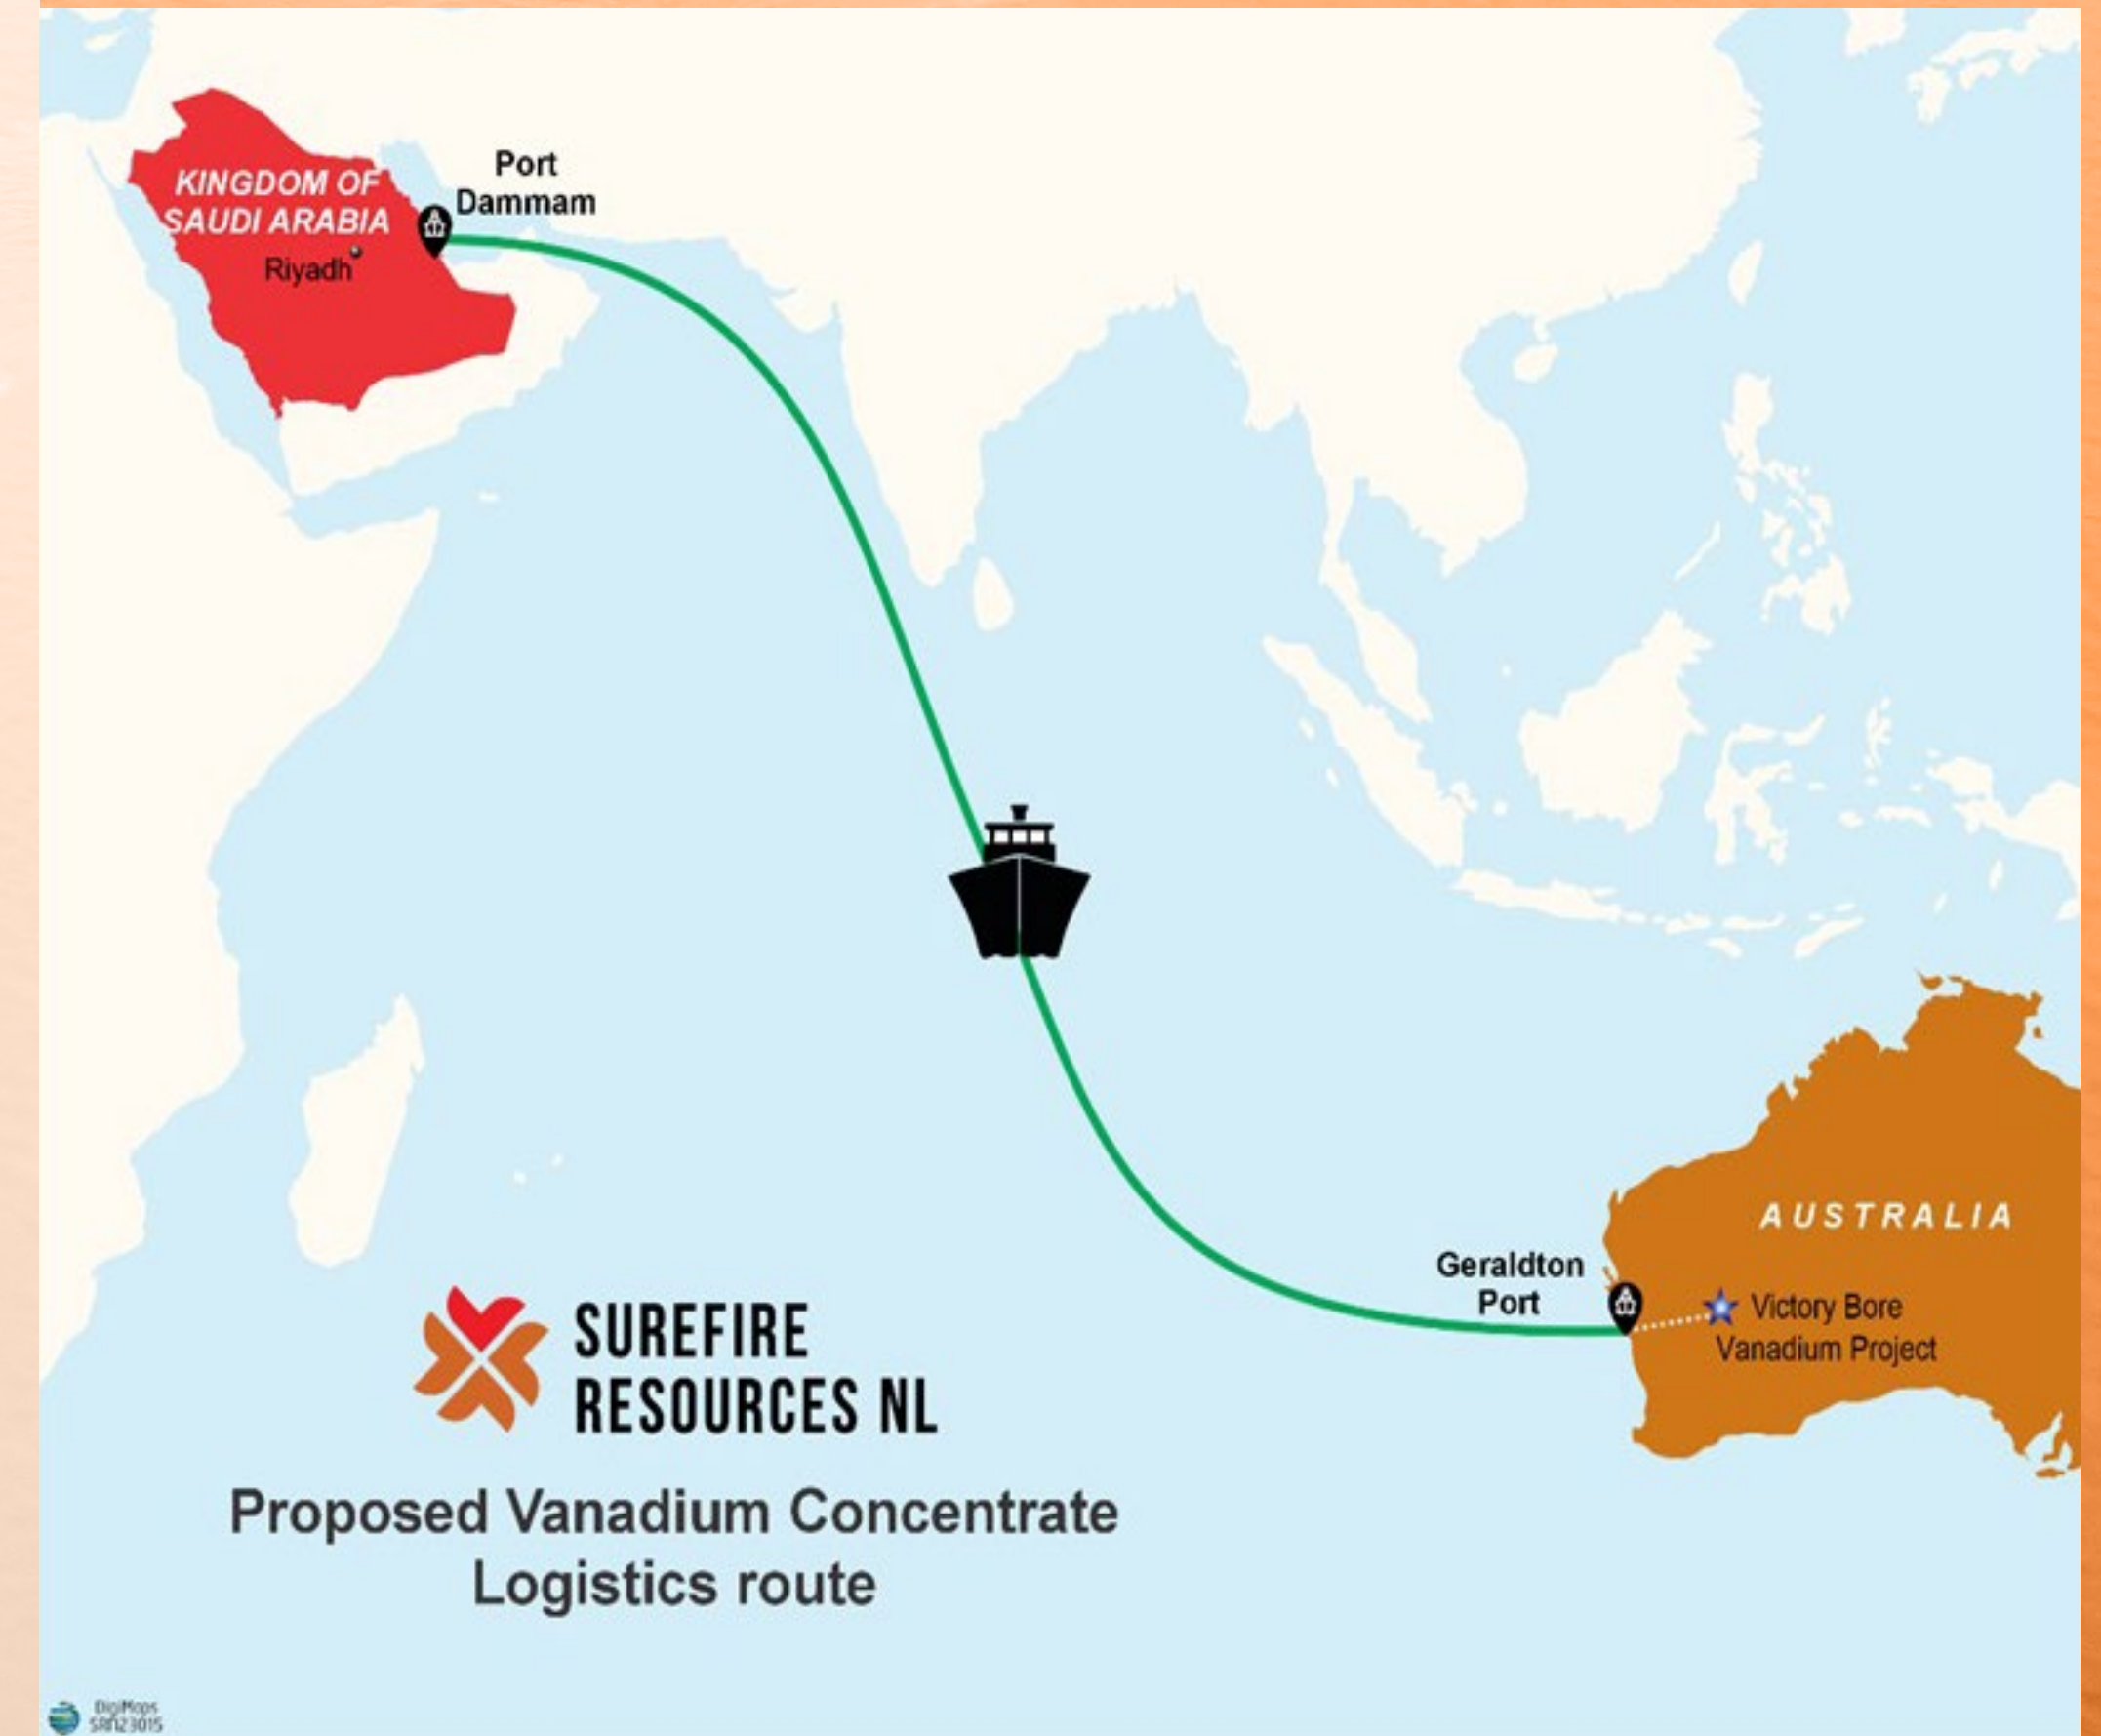 Port
Dammam
KINGDOM OF
SAUDI ARABIA
Riyadh
AUSTRALIA
Geraldton
Port
Victory Bore
Vanadium Project
SUREFIRE
RESOURCES NL
Proposed Vanadium Concentrate
Logistics route
DigiMaps
SRN23015